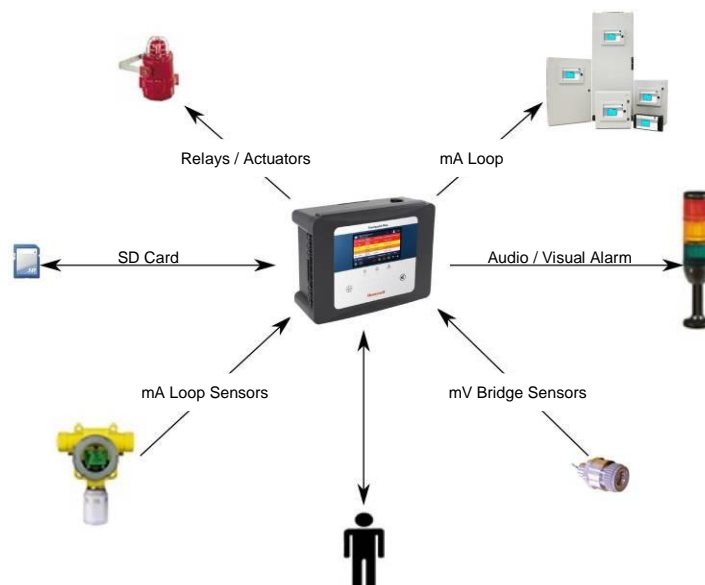 Relays / Actuators
mA Loop
SD Card
Audio / Visual Alarm
mA Loop Sensors
mV Bridge Sensors
Honeywell